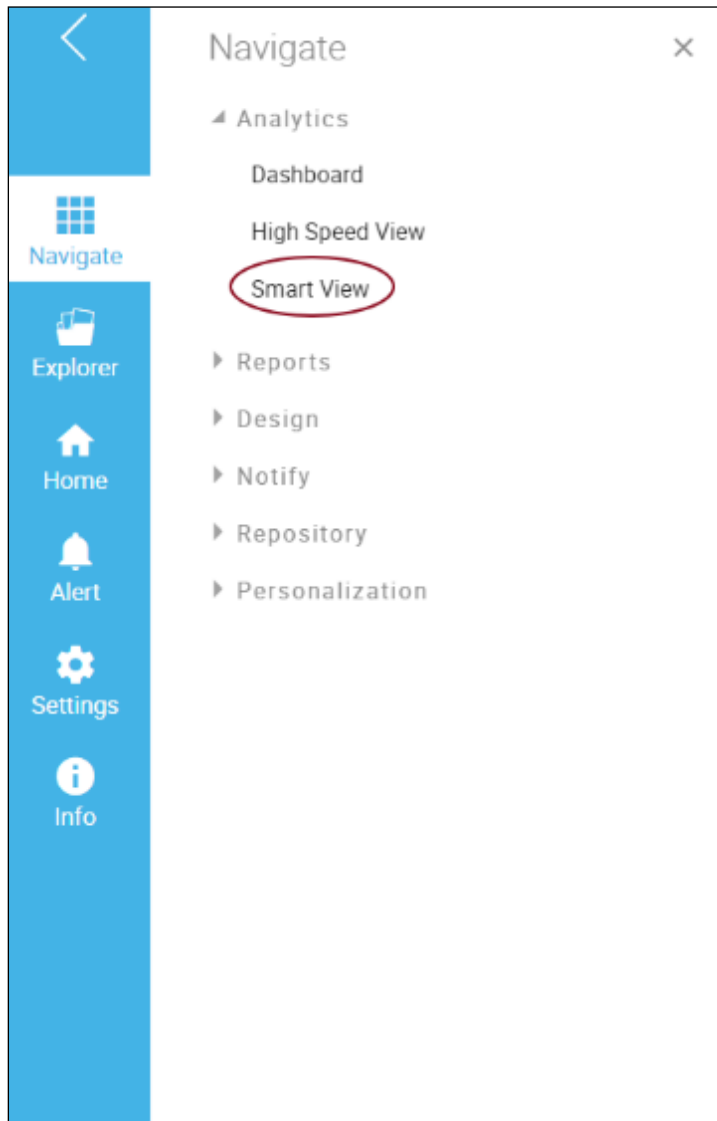 Navigate
Explorer
Home
Alert
Settings
Info
Navigate
Analytics
Dashboard
High Speed View
Smart View
Reports
Design
Notify
Repository
Personalization